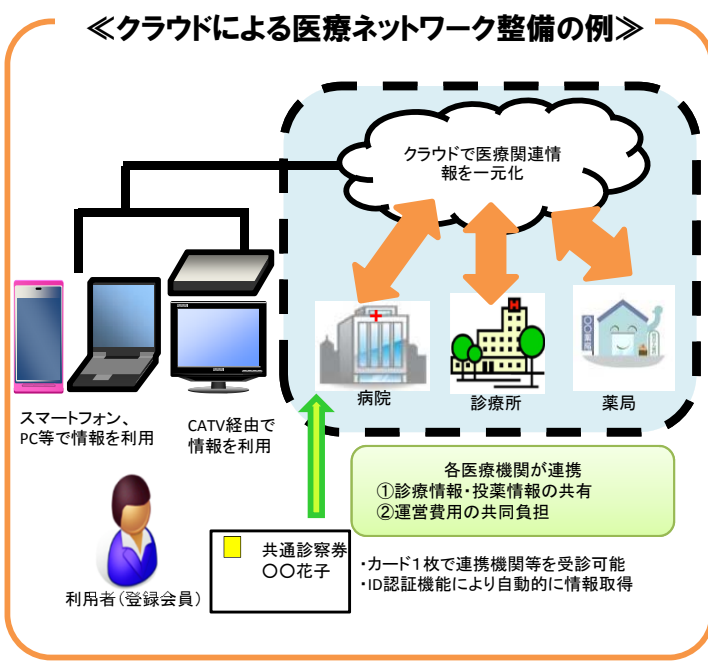 ≪クラウドによる医療ネットワーク整備の例≫
クラウドで医療関連情
報を一元化
病院
診療所
薬局
スマートフォン、
PC等で情報を利用
CATV経由で
情報を利用
各医療機関が連携
①診療情報・投薬情報の共有
②運営費用の共同負担
共通診察券
〇〇花子
・カード1枚で連携機関等を受診可能
・ID認証機能により自動的に情報取得
利用者(登録会員)